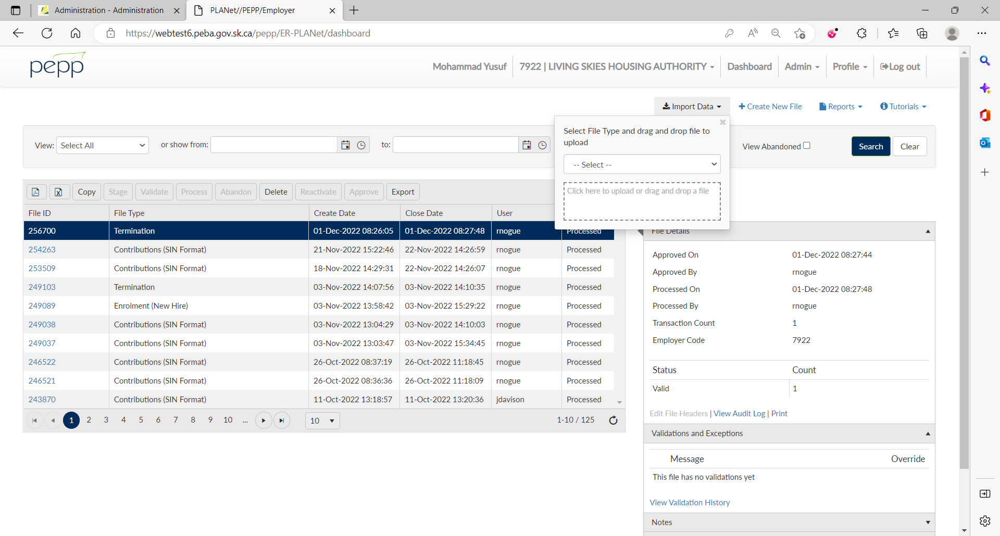 Administration - Administration
PLANet//PEPP/Employer
https://webtest6.peba.gov.sk.ca/pepp/ER-PLANet/dashboard
pepp
Mohammad Yusuf
7922 | LIVING SKIES HOUSING AUTHORITY
Dashboard
Admin
Profile
Log out
Import Data
Create New File
Reports
Tutorials
Select File Type and drag and drop file to
upload
-- Select --
Click here to upload or drag and drop a file
View: Select All
or show from:
to:
View Abandoned
Search
Clear
Copy Stage Validate Process Abandon Delete Reactivate Approve Export
File ID File Type Create Date Close Date User
256700 Termination 01-Dec-2022 08:26:05 01-Dec-2022 08:27:48 rnogue Processed
254263 Contributions (SIN Format) 21-Nov-2022 15:22:46 22-Nov-2022 14:26:59 rnogue Processed
253509 Contributions (SIN Format) 18-Nov-2022 14:29:31 22-Nov-2022 14:26:07 rnogue Processed
249103 Termination 03-Nov-2022 14:07:56 03-Nov-2022 14:10:35 rnogue Processed
249089 Enrolment (New Hire) 03-Nov-2022 13:58:42 03-Nov-2022 15:29:22 rnogue Processed
249038 Contributions (SIN Format) 03-Nov-2022 13:04:29 03-Nov-2022 14:10:03 rnogue Processed
249037 Contributions (SIN Format) 03-Nov-2022 13:03:47 03-Nov-2022 15:34:45 rnogue Processed
246522 Contributions (SIN Format) 26-Oct-2022 08:37:19 26-Oct-2022 11:18:45 rnogue Processed
246521 Contributions (SIN Format) 26-Oct-2022 08:36:36 26-Oct-2022 11:18:09 rnogue Processed
243870 Contributions (SIN Format) 11-Oct-2022 13:18:57 11-Oct-2022 13:20:36 jdavison Processed
1 2 3 4 5 6 7 8 9 10 ... 10 1-10 / 125
File Details
Approved On 01-Dec-2022 08:27:44
Approved By rnogue
Processed On 01-Dec-2022 08:27:48
Processed By rnogue
Transaction Count 1
Employer Code 7922
Status Count
Valid 1
Edit File Headers | View Audit Log | Print
Validations and Exceptions
Message Override
This file has no validations yet
View Validation History
Notes